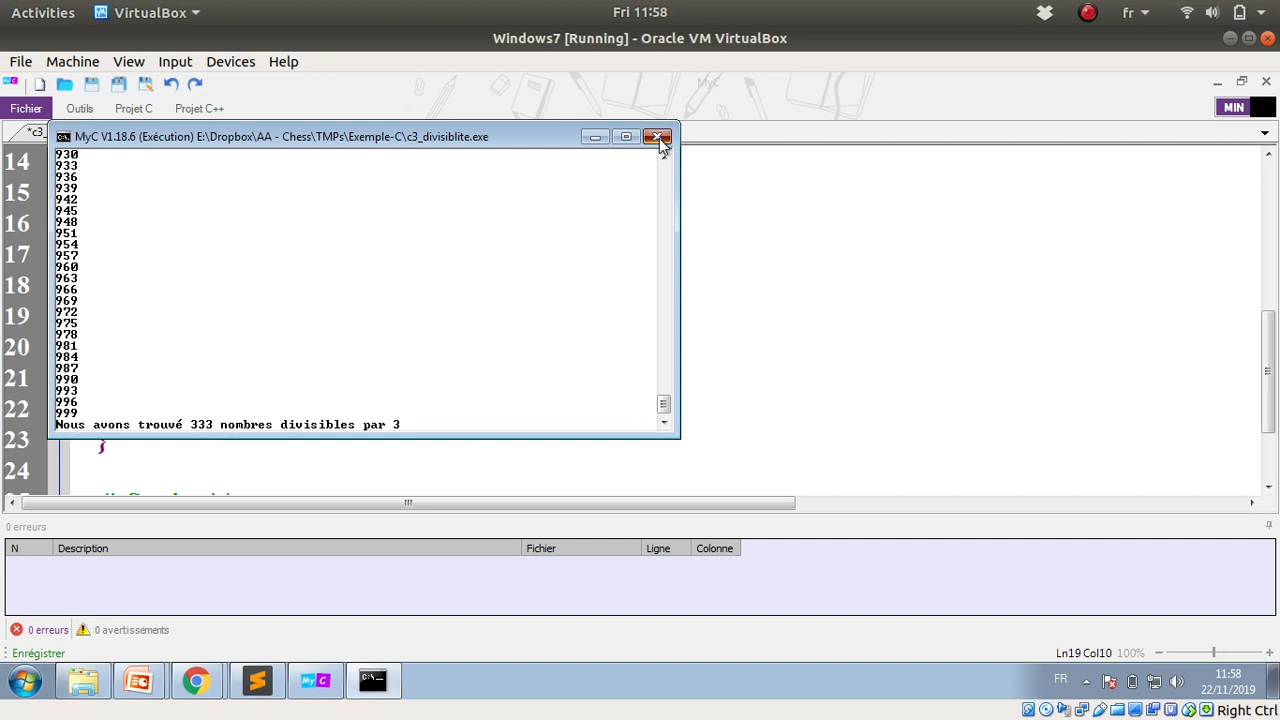 Activities VirtualBox Fri 11:58 fr
Windows7 [Running] - Oracle VM VirtualBox
File Machine View Input Devices Help
MyC
Fichier Outils Projet C Projet C++ MIN
*c3_
MyC V1.18.6 (Exécution) E:\Dropbox\AA - Chess\TMPs\Exemple-C\c3_divisiblite.exe
14
15
16
17
18
19
20
21
22
23
24
930
933
936
939
942
945
948
951
954
957
960
963
966
969
972
975
978
981
984
987
990
993
996
999
Nous avons trouvé 333 nombres divisibles par 3
}
0 erreurs
N Description Fichier Ligne Colonne
0 erreurs 0 avertissements
Enrégistrer Ln19 Col10 100%
MyC C:\. FR 11:58
22/11/2019
Right Ctrl